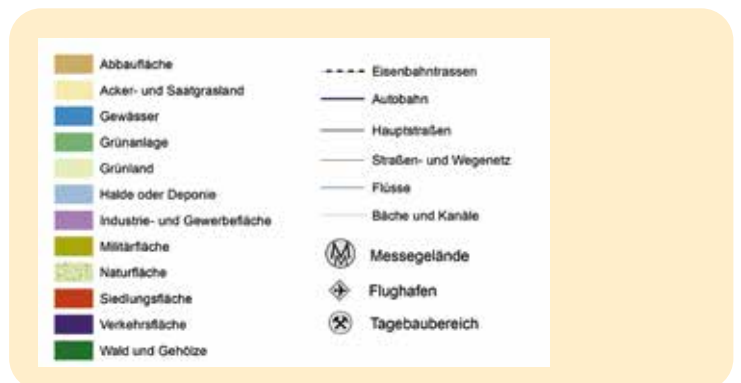 Abbaufläche
Acker- und Saatgrasland
Gewässer
Grünanlage
Grünland
Halde oder Deponie
Industrie- und Gewerbefläche
Militärfläche
Naturfläche
Siedlungsfläche
Verkehrsfläche
Wald und Gehölze
Eisenbahntrassen
Autobahn
Hauptstraßen
Straßen- und Wegenetz
Flüsse
Bäche und Kanäle
Messegelände
Flughafen
Tagebaubereich